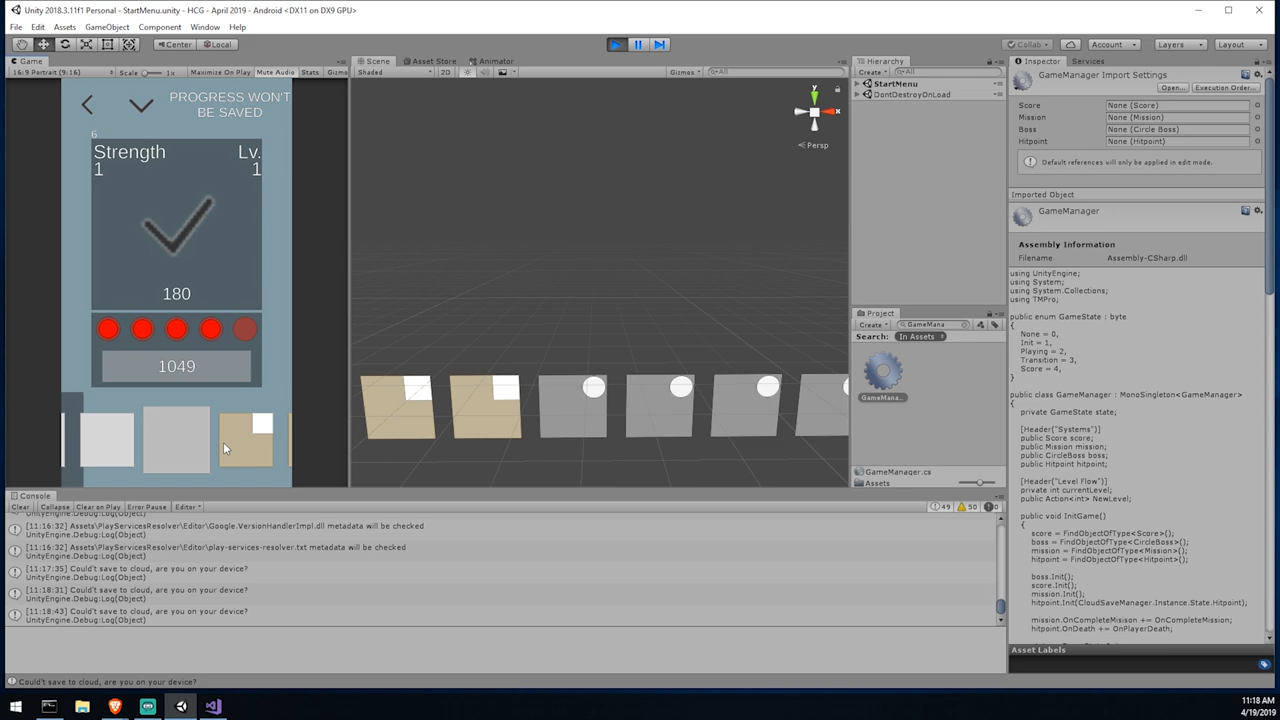 Unity 2018.3.11f1 Personal - StartMenu.unity - HCG - April 2019 - Android <DX11 on DX9 GPU>
File Edit Assets GameObject Component Window Help
Center Local Collab Account Layers Layout
Game
16:9 Portrait (9:16) Scale 1x Maximize On Play Mute Audio Stats Gizmos
PROGRESS WON'T
BE SAVED
6
Strength Lv.
1 1
180
1049
Scene Asset Store Animator
Shaded 2D Gizmos All
y
x
Persp
Hierarchy
Create All
StartMenu
DontDestroyOnLoad
Project
Create GameMana
Search: In Assets
GameMana...
GameManager.cs
Assets
Inspector Services
GameManager Import Settings
Open... Execution Order...
Score None (Score)
Mission None (Mission)
Boss None (Circle Boss)
Hitpoint None (Hitpoint)
Default references will only be applied in edit mode.
Imported Object
GameManager
Assembly Information
Filename Assembly-CSharp.dll
using UnityEngine;
using System;
using System.Collections;
using TMPro;
public enum GameState : byte
{
None = 0,
Init = 1,
Playing = 2,
Transition = 3,
Score = 4,
}
public class GameManager : MonoSingleton<GameManager>
{
private GameState state;
[Header("Systems")]
public Score score;
public Mission mission;
public CircleBoss boss;
public Hitpoint hitpoint;
[Header("Level Flow")]
private int currentLevel;
public Action<int> NewLevel;
public void InitGame()
{
score = FindObjectOfType<Score>();
boss = FindObjectOfType<CircleBoss>();
mission = FindObjectOfType<Mission>();
hitpoint = FindObjectOfType<Hitpoint>();
boss.Init();
score.Init();
mission.Init();
hitpoint.Init(CloudSaveManager.Instance.State.Hitpoint);
mission.OnCompleteMisison += OnCompleteMission;
hitpoint.OnDeath += OnPlayerDeath;
Asset Labels
Console
Clear Collapse Clear on Play Error Pause Editor 49 50 0
UnityEngine.Debug:Log(Object)
[11:16:32] Assets\PlayServicesResolver\Editor\Google.VersionHandlerImpl.dll metadata will be checked
UnityEngine.Debug:Log(Object)
[11:16:32] Assets\PlayServicesResolver\Editor\play-services-resolver.txt metadata will be checked
UnityEngine.Debug:Log(Object)
[11:17:35] Could't save to cloud, are you on your device?
UnityEngine.Debug:Log(Object)
[11:18:31] Could't save to cloud, are you on your device?
UnityEngine.Debug:Log(Object)
[11:18:43] Could't save to cloud, are you on your device?
UnityEngine.Debug:Log(Object)
Could't save to cloud, are you on your device?
11:18 AM
4/19/2019